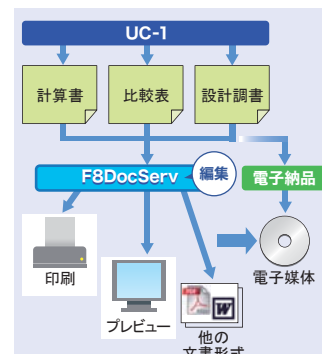 UC-1
計算書
比較表
設計調書
F8DocServ
編集
電子納品
印刷
プレビュー
PDF
W
電子媒体
他の
文書形式